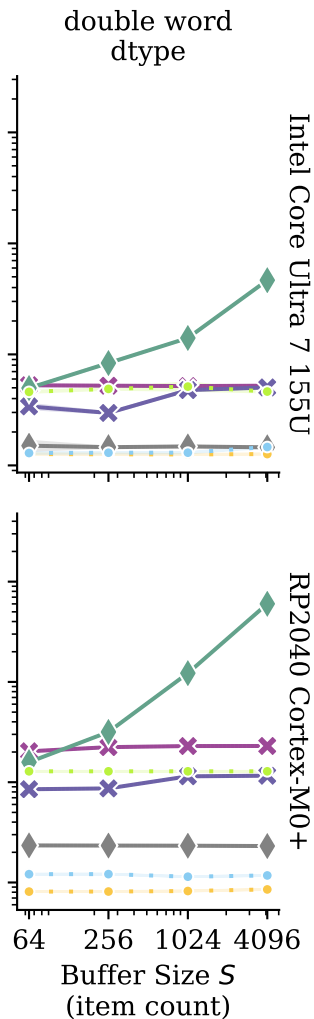 double word
dtype
Intel Core Ultra 7 155U
RP2040 Cortex-M0+
64 256 1024 4096
Buffer Size S
(item count)